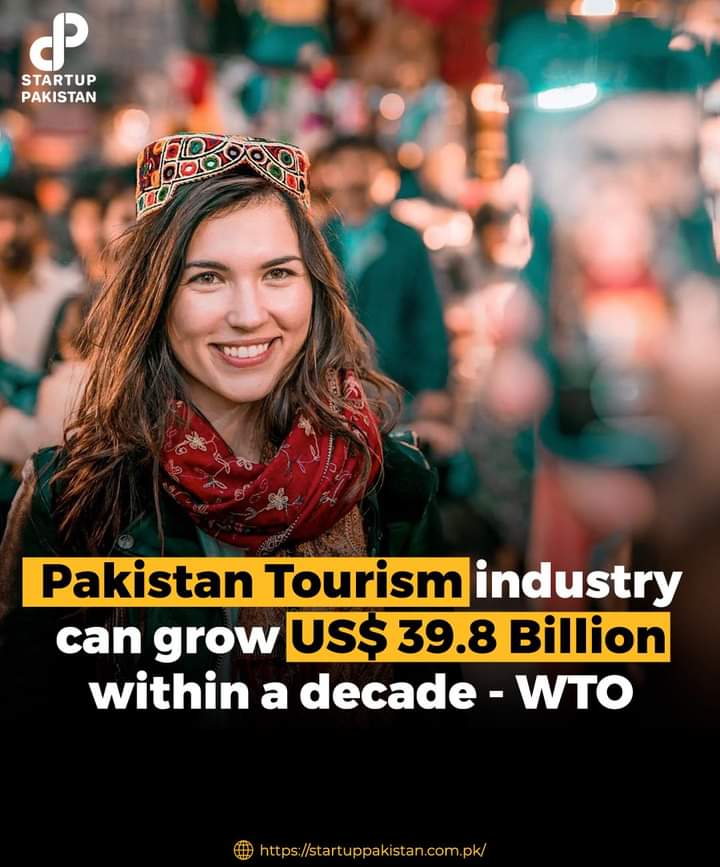 STARTUP
PAKISTAN
Pakistan Tourism industry
can grow US$ 39.8 Billion
within a decade - WTO
https://startuppakistan.com.pk/